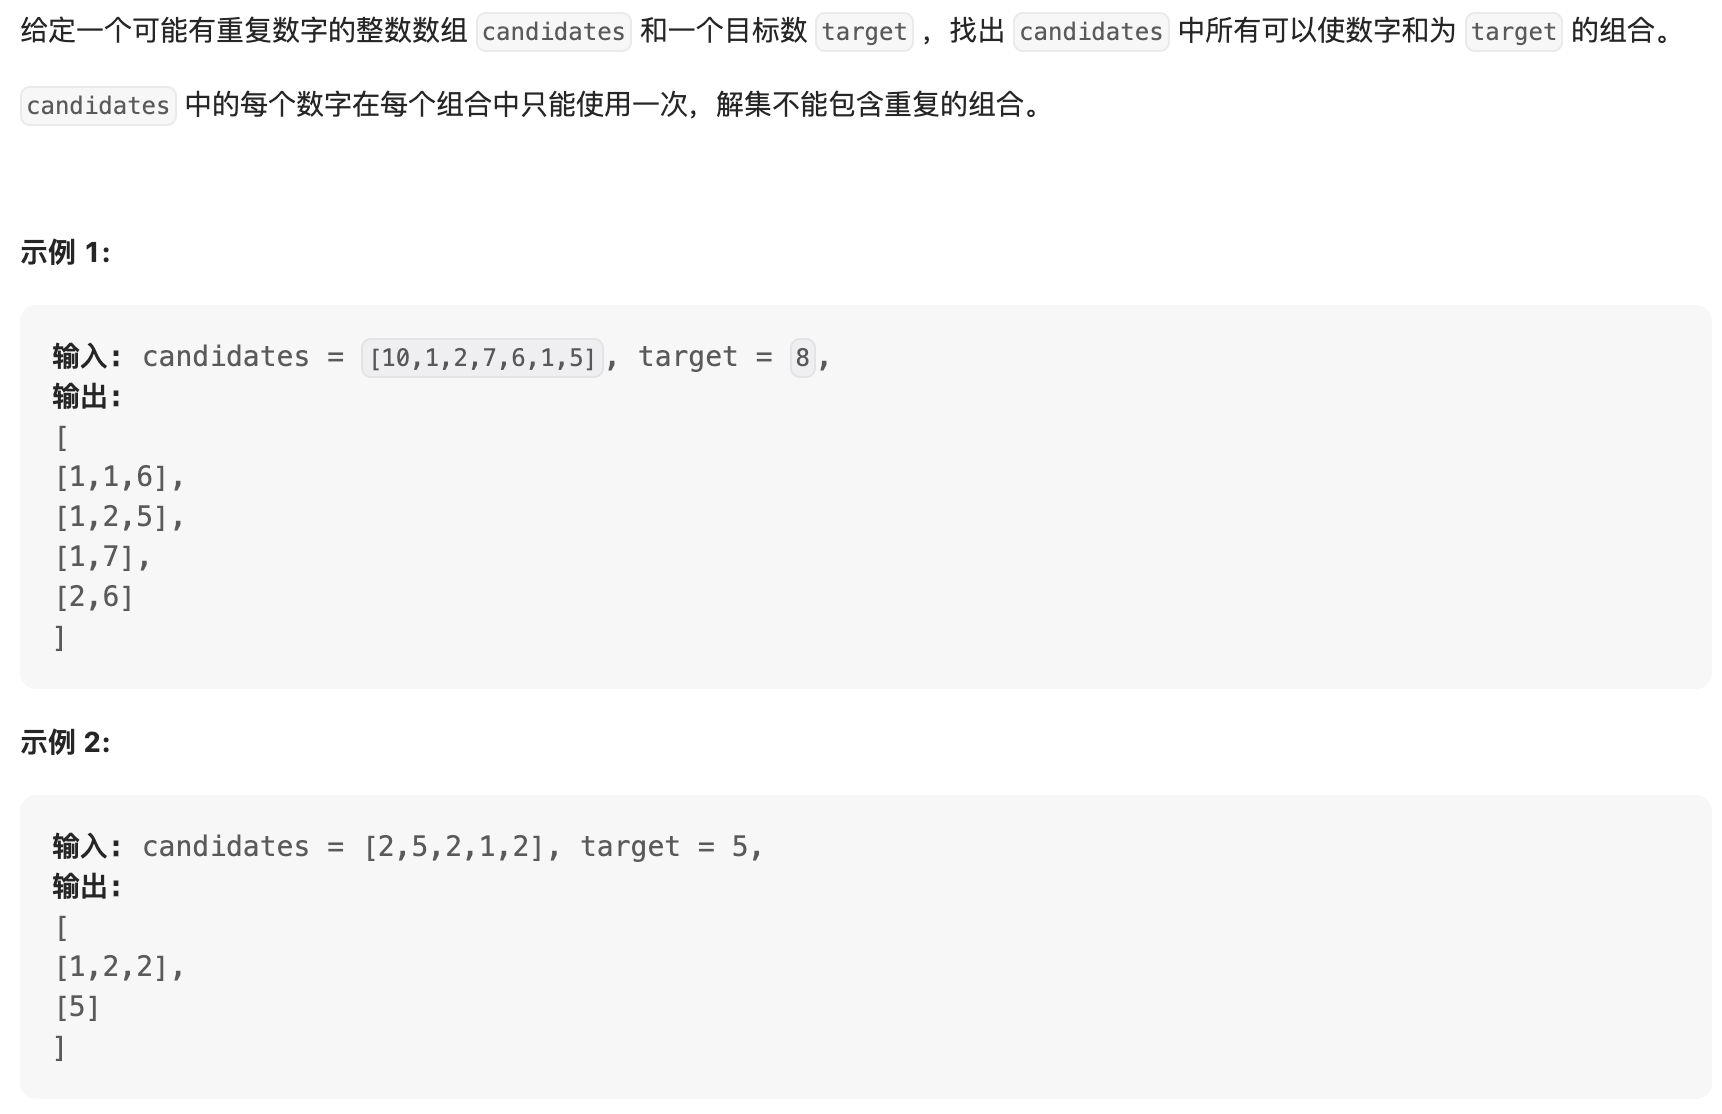 给定一个可能有重复数字的整数数组 candidates 和一个目标数 target ，找出 candidates 中所有可以使数字和为 target 的组合。
candidates 中的每个数字在每个组合中只能使用一次，解集不能包含重复的组合。
示例 1:
输入: candidates = [10,1,2,7,6,1,5], target = 8,
输出:
[
[1,1,6],
[1,2,5],
[1,7],
[2,6]
]
示例 2:
输入: candidates = [2,5,2,1,2], target = 5,
输出:
[
[1,2,2],
[5]
]